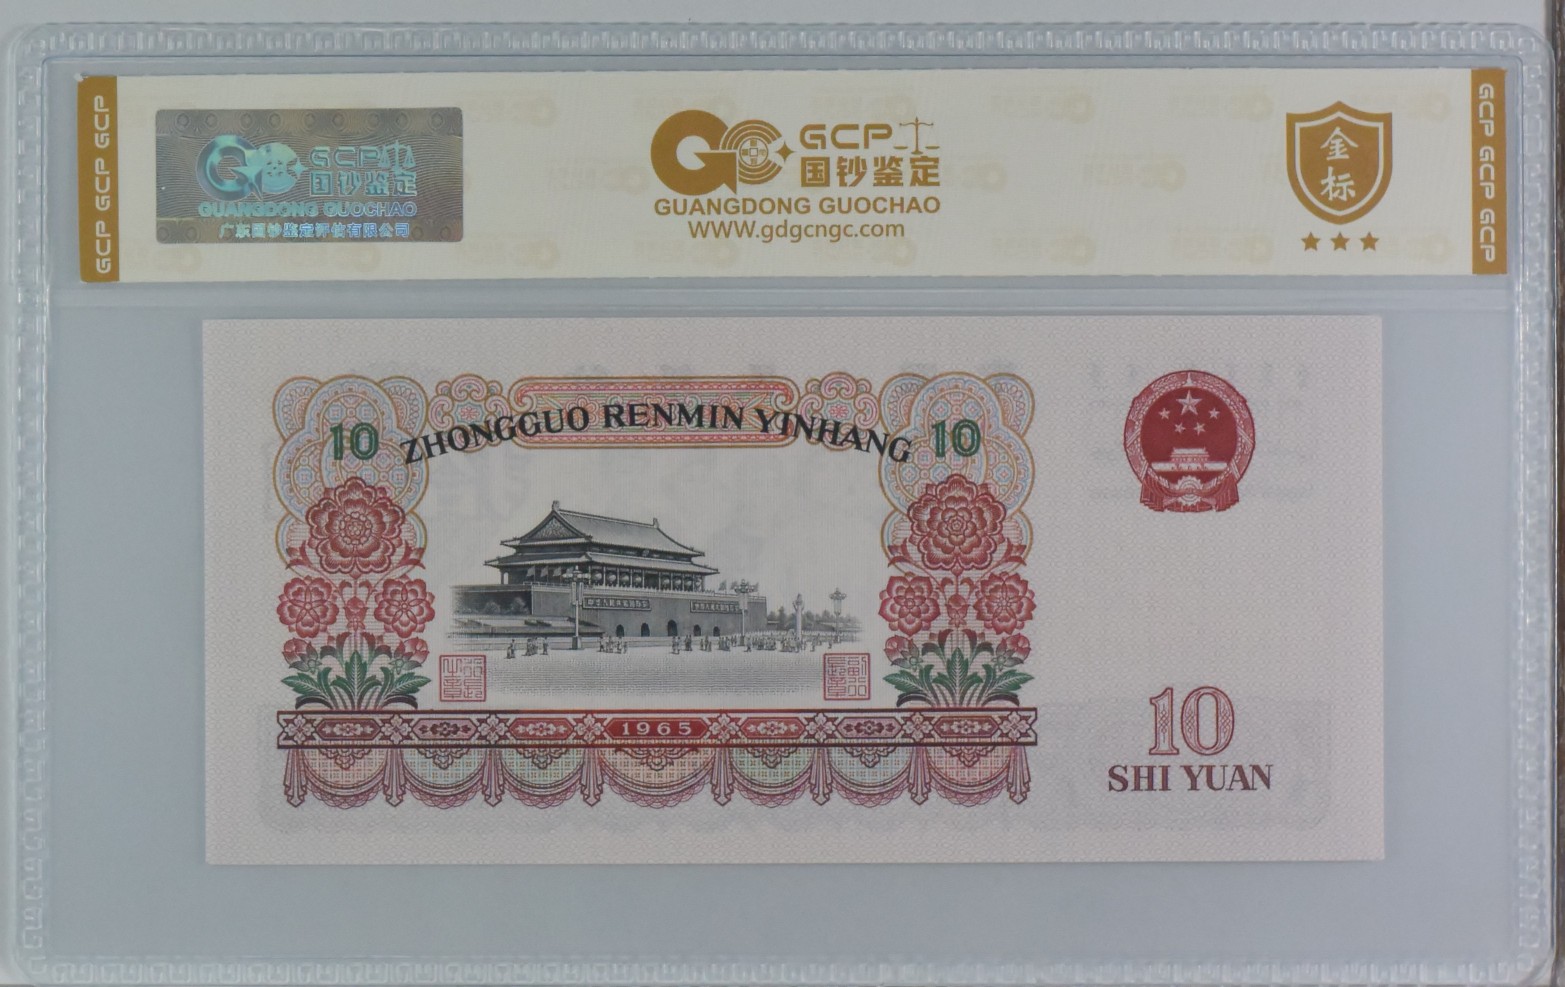 GCP GCP GCP
GCP
国钞鉴定
GUANGDONG GUOCHAO
广东国钞鉴定评估有限公司
GCP
国钞鉴定
GUANGDONG GUOCHAO
WWW.gdgcngc.com
金
标
GCP GCP GCP
ZHONGGUO RENMIN YINHANG
10
10
1965
10
SHI YUAN